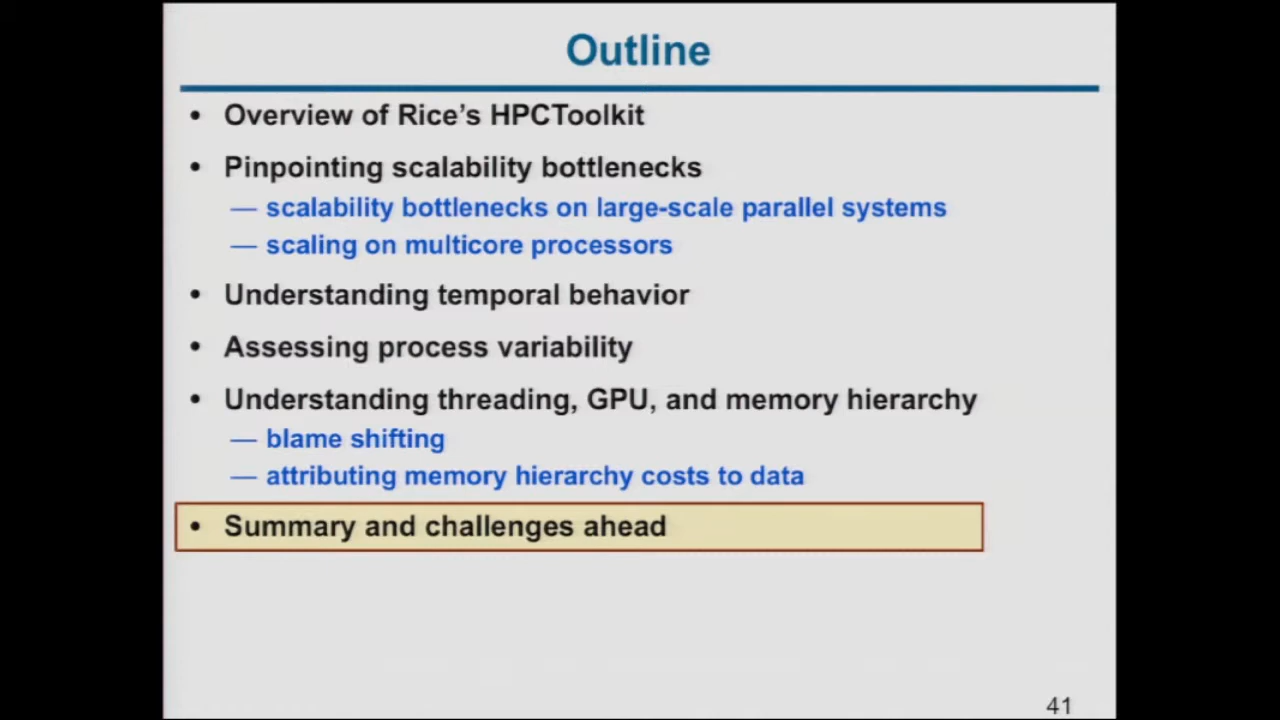 Outline
• Overview of Rice's HPCToolkit
• Pinpointing scalability bottlenecks
— scalability bottlenecks on large-scale parallel systems
— scaling on multicore processors
• Understanding temporal behavior
• Assessing process variability
• Understanding threading, GPU, and memory hierarchy
— blame shifting
— attributing memory hierarchy costs to data
• Summary and challenges ahead
41